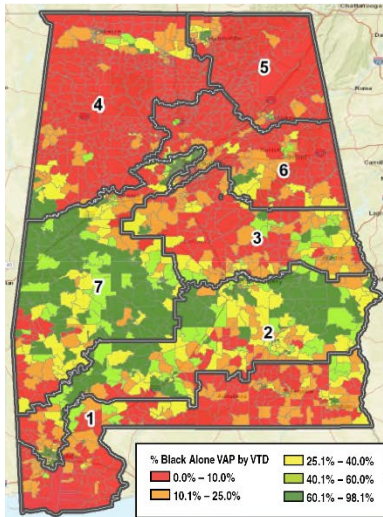 Chattanooga
5
4
6
3
7
2
1
% Black Alone VAP by VTD
0.0% – 10.0%
10.1% – 25.0%
25.1% – 40.0%
40.1% – 60.0%
60.1% – 98.1%